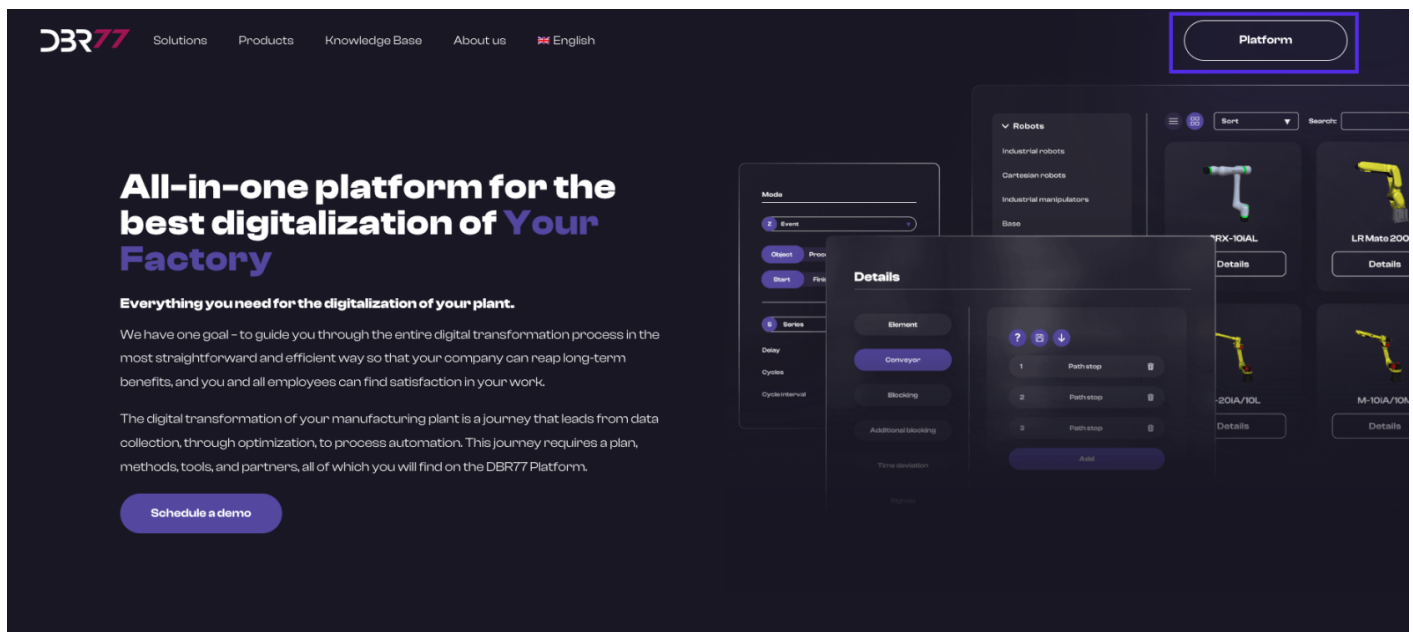 DBR77
Solutions
Products
Knowledge Base
About us
English
Platform
All-in-one platform for the
best digitalization of Your
Factory
Everything you need for the digitalization of your plant.
We have one goal – to guide you through the entire digital transformation process in the
most straightforward and efficient way so that your company can reap long-term
benefits, and you and all employees can find satisfaction in your work.
The digital transformation of your manufacturing plant is a journey that leads from data
collection, through optimization, to process automation. This journey requires a plan,
methods, tools, and partners, all of which you will find on the DBR77 Platform.
Schedule a demo
Mode
Z Event
Object
Start
Series
Delay
Cycles
Cycle interval
Details
Element
Conveyor
Blocking
Additional blocking
Time deviation
?
1 Path stop
2 Path stop
3 Path stop
Add
Robots
Industrial robots
Cartesian robots
Industrial manipulators
Base
Sort
Search:
LR Mate 200
Details
Details
M-10iA/10M
Details
Details